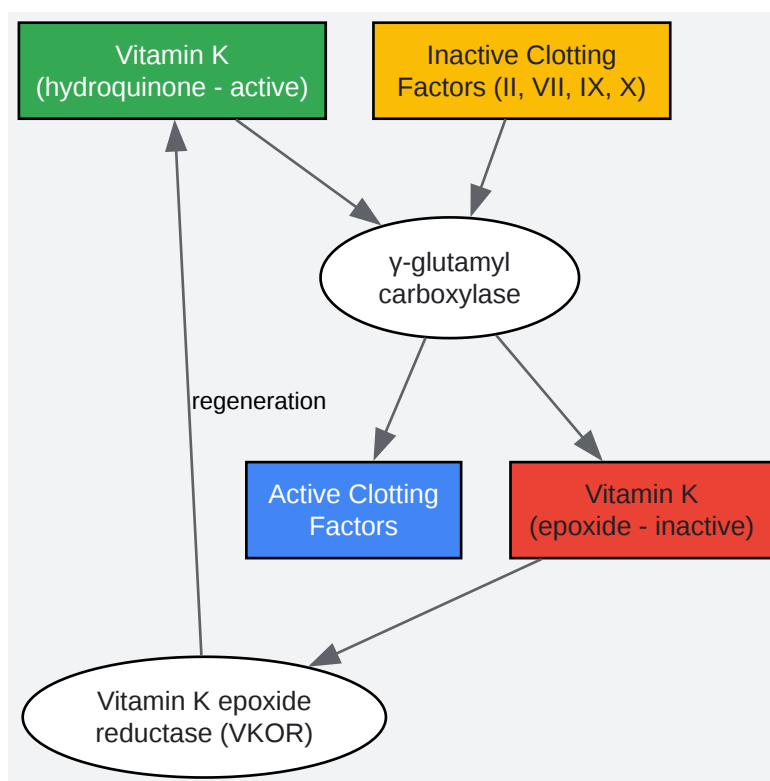 Vitamin K
(hydroquinone - active)
Inactive Clotting
Factors (II, VII, IX, X)
γ-glutamyl
carboxylase
regeneration
Active Clotting
Factors
Vitamin K
(epoxide - inactive)
Vitamin K epoxide
reductase (VKOR)